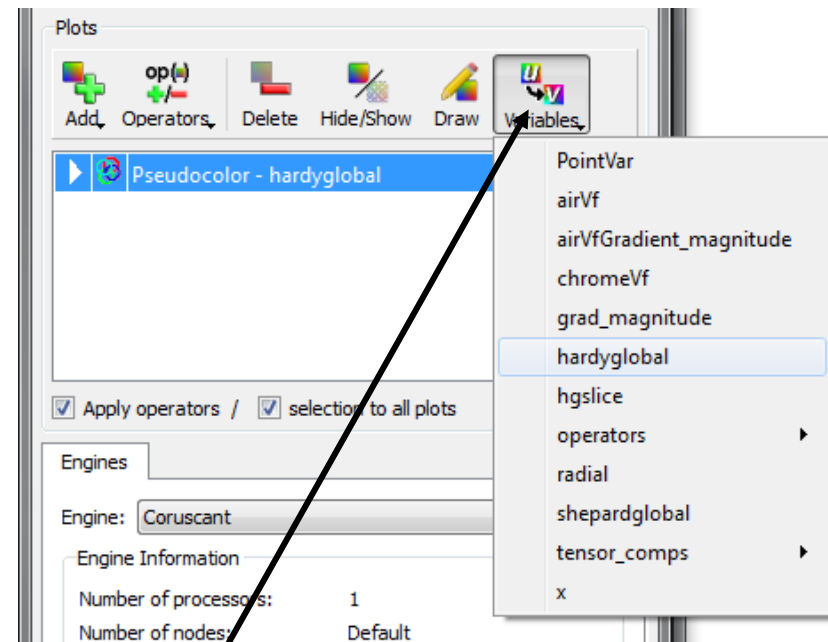 Plots
op(=) +/-
Add Operators Delete Hide/Show Draw Variables
Pseudocolor - hardyglobal
PointVar
airVf
airVfGradient_magnitude
chromeVf
grad_magnitude
hardyglobal
hgslice
operators
radial
shepardglobal
tensor_comps
x
Apply operators / selection to all plots
Engines
Engine: Coruscant
Engine Information
Number of processors: 1
Number of nodes: Default